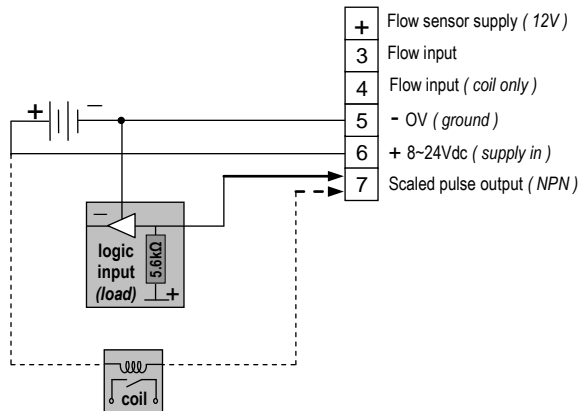 + Flow sensor supply ( 12V )
3 Flow input
4 Flow input ( coil only )
5 - OV ( ground )
6 + 8~24Vdc ( supply in )
7 Scaled pulse output ( NPN )
+ −
−
logic
input
(load)
5.6kΩ
+
coil